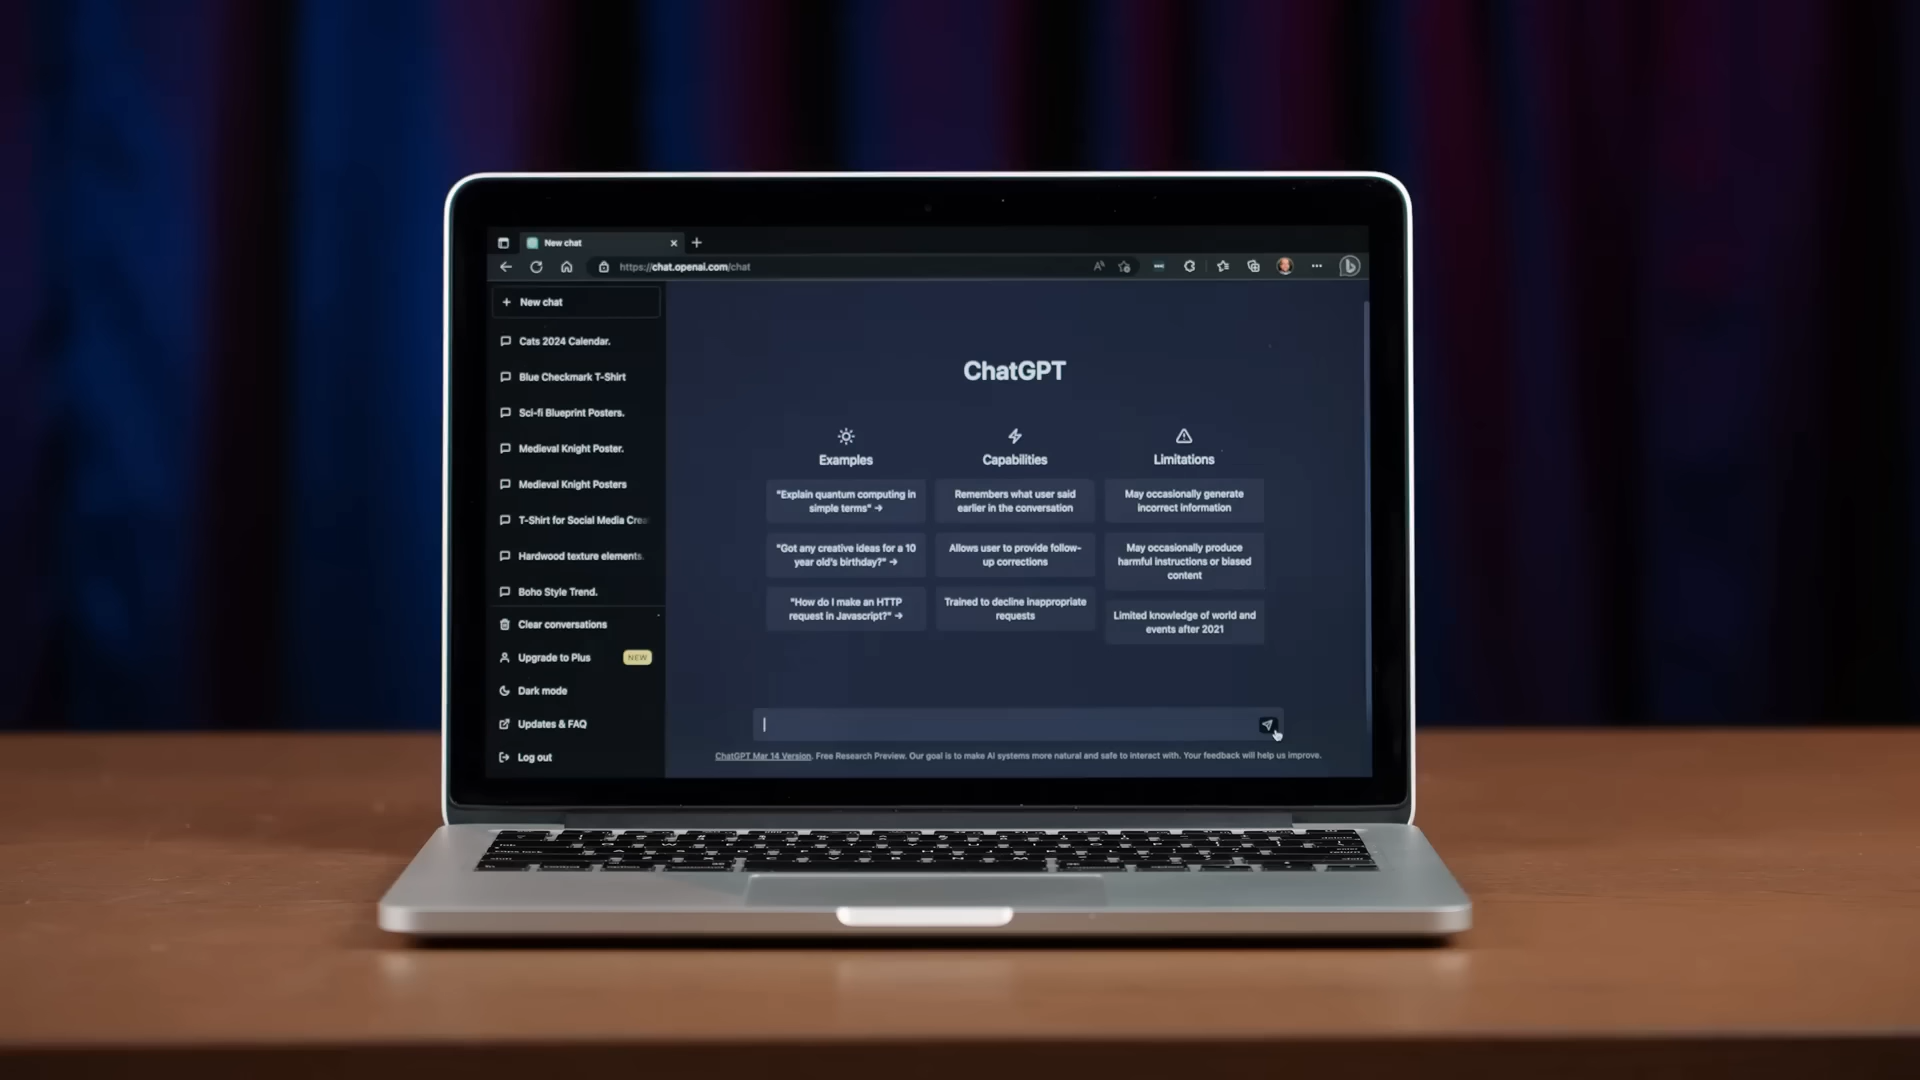 New chat
https://chat.openai.com/chat
New chat
Cats 2024 Calendar.
Blue Checkmark T-Shirt
Sci-fi Blueprint Posters.
Medieval Knight Poster.
Medieval Knight Posters
T-Shirt for Social Media Crea
Hardwood texture elements.
Boho Style Trend.
Clear conversations
Upgrade to Plus NEW
Dark mode
Updates & FAQ
Log out
ChatGPT
Examples
"Explain quantum computing in
simple terms" →
"Got any creative ideas for a 10
year old's birthday?" →
"How do I make an HTTP
request in Javascript?" →
Capabilities
Remembers what user said
earlier in the conversation
Allows user to provide follow-
up corrections
Trained to decline inappropriate
requests
Limitations
May occasionally generate
incorrect information
May occasionally produce
harmful instructions or biased
content
Limited knowledge of world and
events after 2021
ChatGPT Mar 14 Version. Free Research Preview. Our goal is to make AI systems more natural and safe to interact with. Your feedback will help us improve.